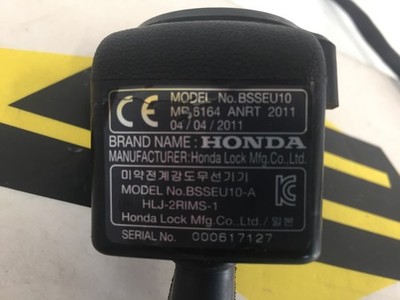 CE MODEL No.BSSEU10
MR 6164 ANRT 2011
04/04/2011
BRAND NAME: HONDA
MANUFACTURER: Honda Lock Mfg.Co.,Ltd.
미약전계강도무선기기
MODEL No.BSSEU10-A
HLJ-2RIMS-1
Honda Lock Mfg.Co.,Ltd./일본
SERIAL No. 000617127